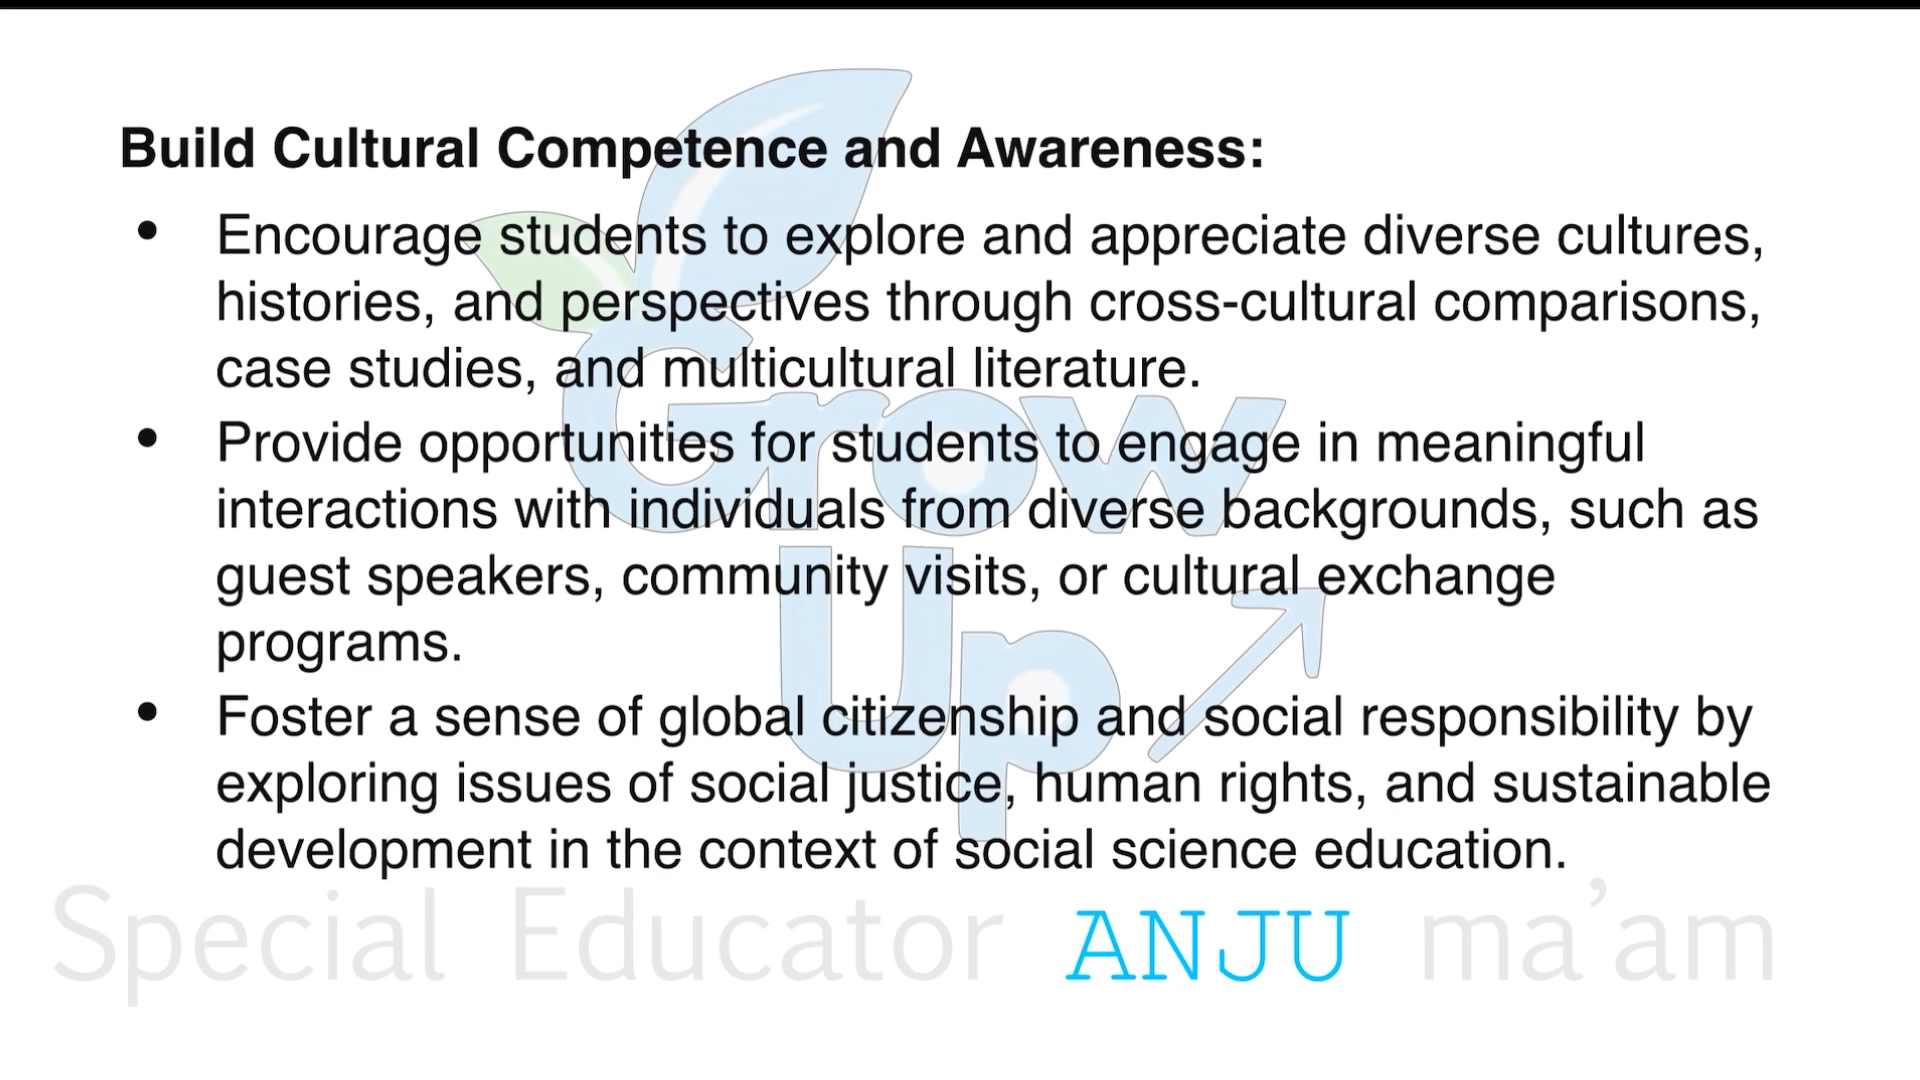 Build Cultural Competence and Awareness:
• Encourage students to explore and appreciate diverse cultures,
histories, and perspectives through cross-cultural comparisons,
case studies, and multicultural literature.
• Provide opportunities for students to engage in meaningful
interactions with individuals from diverse backgrounds, such as
guest speakers, community visits, or cultural exchange
programs.
• Foster a sense of global citizenship and social responsibility by
exploring issues of social justice, human rights, and sustainable
development in the context of social science education.
Grow
Up
Special Educator ANJU ma’am